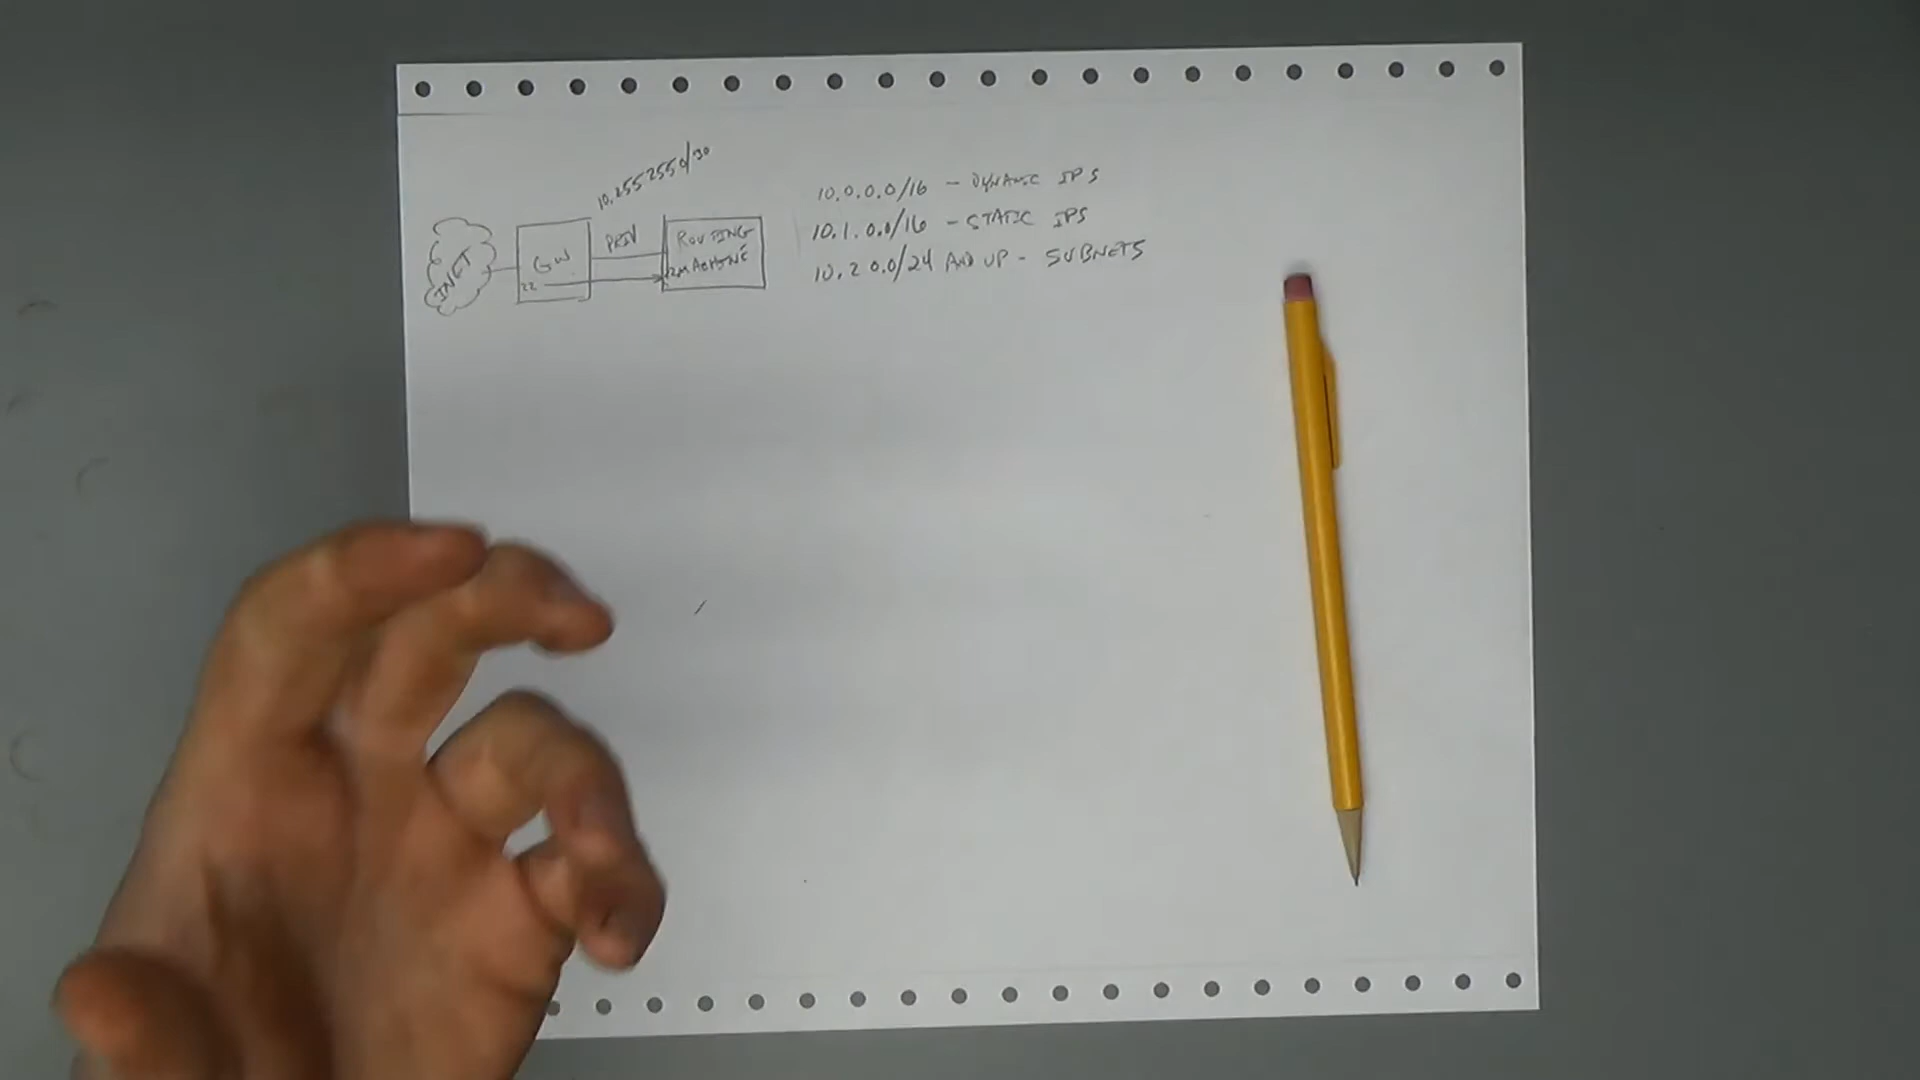 10.255.255.0/30
INET
GW
22
PRIV
ROUTING
MACHINE
10.0.0.0/16 - DYNAMIC IPS
10.1.0.0/16 - STATIC IPS
10.2.0.0/24 AND UP - SUBNETS